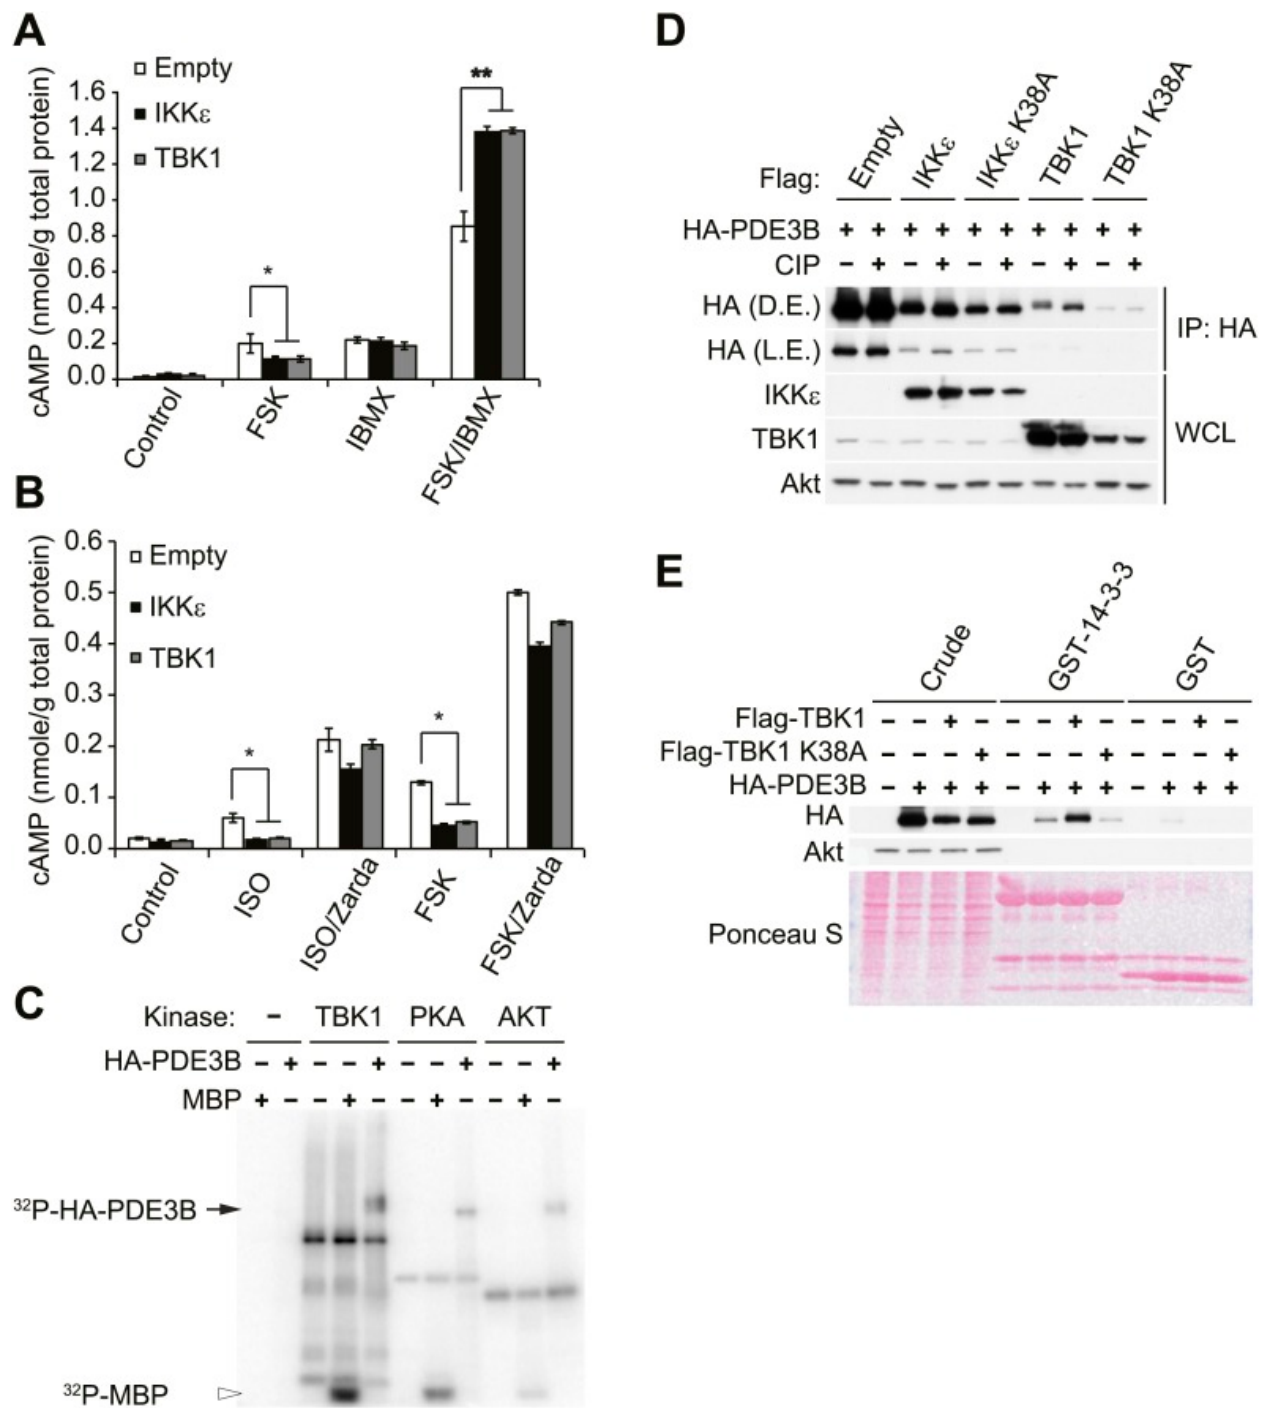 A
Empty
IKKε
TBK1
cAMP (nmole/g total protein)
1.6
1.4
1.2
1.0
0.8
0.6
0.4
0.2
0.0
*
**
Control
FSK
IBMX
FSK/IBMX
B
Empty
IKKε
TBK1
cAMP (nmole/g total protein)
0.6
0.5
0.4
0.3
0.2
0.1
0.0
*
*
Control
ISO
ISO/Zarda
FSK
FSK/Zarda
C
Kinase: – TBK1 PKA AKT
HA-PDE3B – + – – + – – + – – +
MBP + – – + – – + – – + –
32P-HA-PDE3B
32P-MBP
D
Flag: Empty IKKε IKKε K38A TBK1 TBK1 K38A
HA-PDE3B + + + + + + + + + +
CIP – + – + – + – + – +
HA (D.E.)
HA (L.E.)
IP: HA
IKKε
TBK1
Akt
WCL
E
Crude GST-14-3-3 GST
Flag-TBK1 – – + – – – + – – – + –
Flag-TBK1 K38A – – – + – – – + – – – +
HA-PDE3B – + + + – + + + – + + +
HA
Akt
Ponceau S